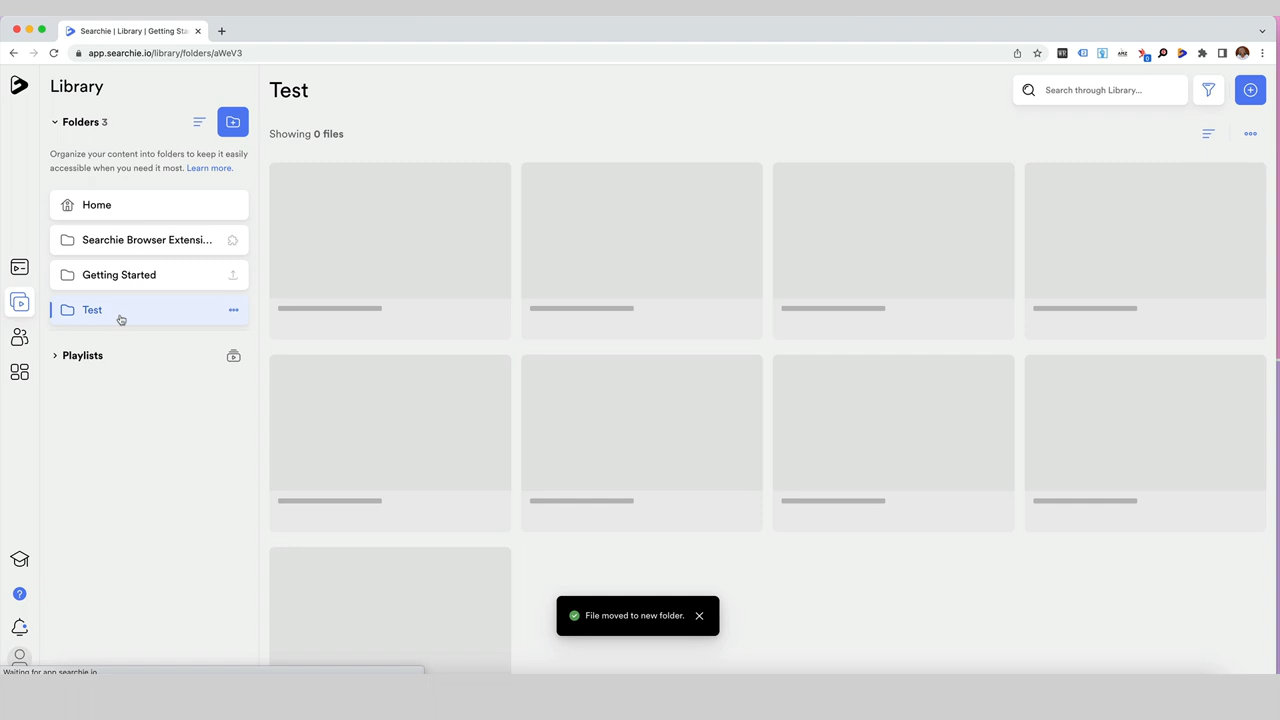 Searchie | Library | Getting Sta
app.searchie.io/library/folders/aWeV3
Library
Folders 3
Organize your content into folders to keep it easily
accessible when you need it most. Learn more.
Home
Searchie Browser Extensi...
Getting Started
Test
Playlists
Test
Search through Library...
Showing 0 files
File moved to new folder.
Waiting for app.searchie.io